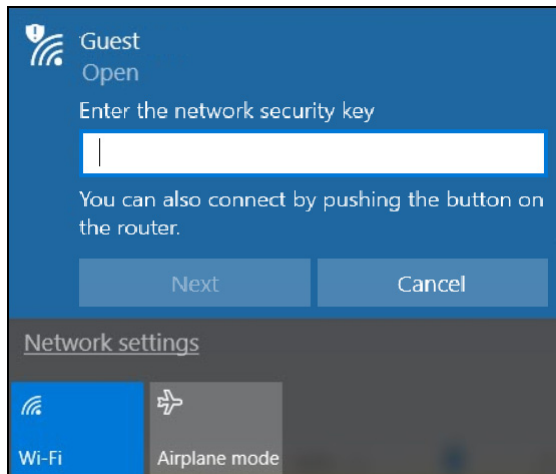 Guest
Open
Enter the network security key
You can also connect by pushing the button on
the router.
Next
Cancel
Network settings
Wi-Fi
Airplane mode